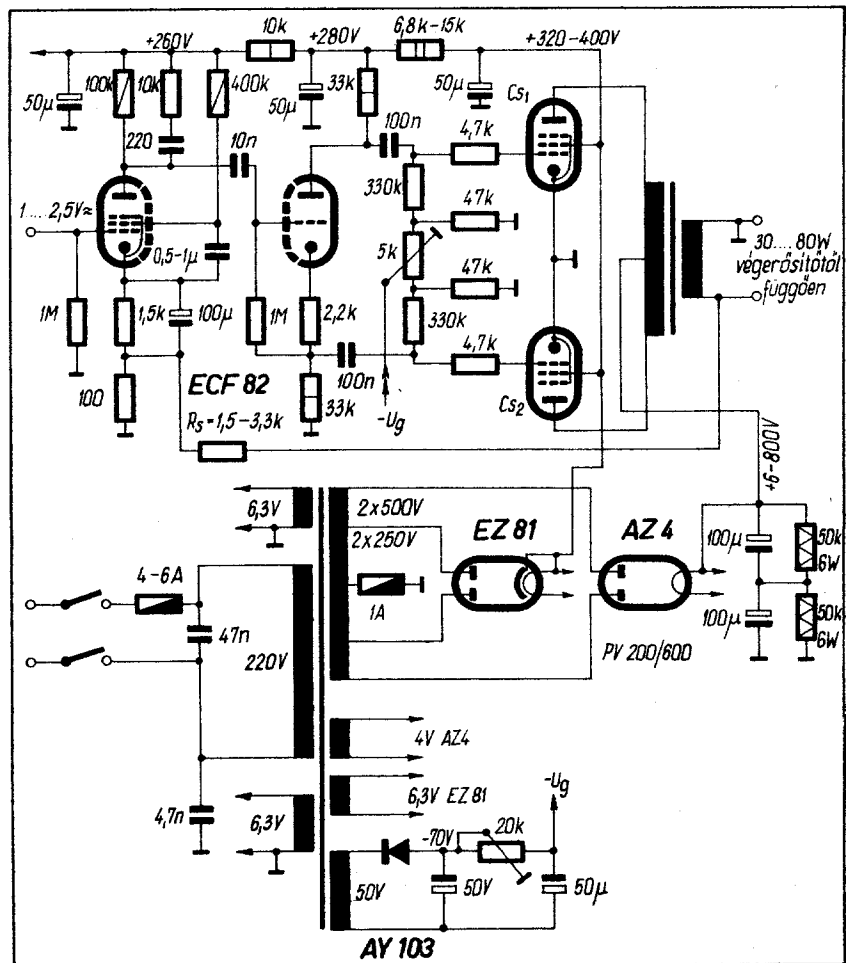 +260V
10k
+280V
6,8k-15k
+320-400V
50µ
100k
10k
400k
50µ
33k
50µ
Cs1
220
10n
100n
4,7k
330k
1....2,5V≈
47k
0,5-1µ
5k
30....80W
végerősítőtől
függően
1M
1,5k
100µ
1M
2,2k
47k
330k
4,7k
100
ECF 82
100n
33k
-Ug
Cs2
Rs=1,5-3,3k
+6-800V
6,3V
2x500V
2x250V
EZ 81
AZ 4
4-6A
1A
100µ
50k
6W
47n
220V
100µ
50k
6W
PV 200/600
4V AZ4
4,7n
6,3V
6,3V EZ 81
-Ug
20k
-70V
50V
50V
50µ
AY 103